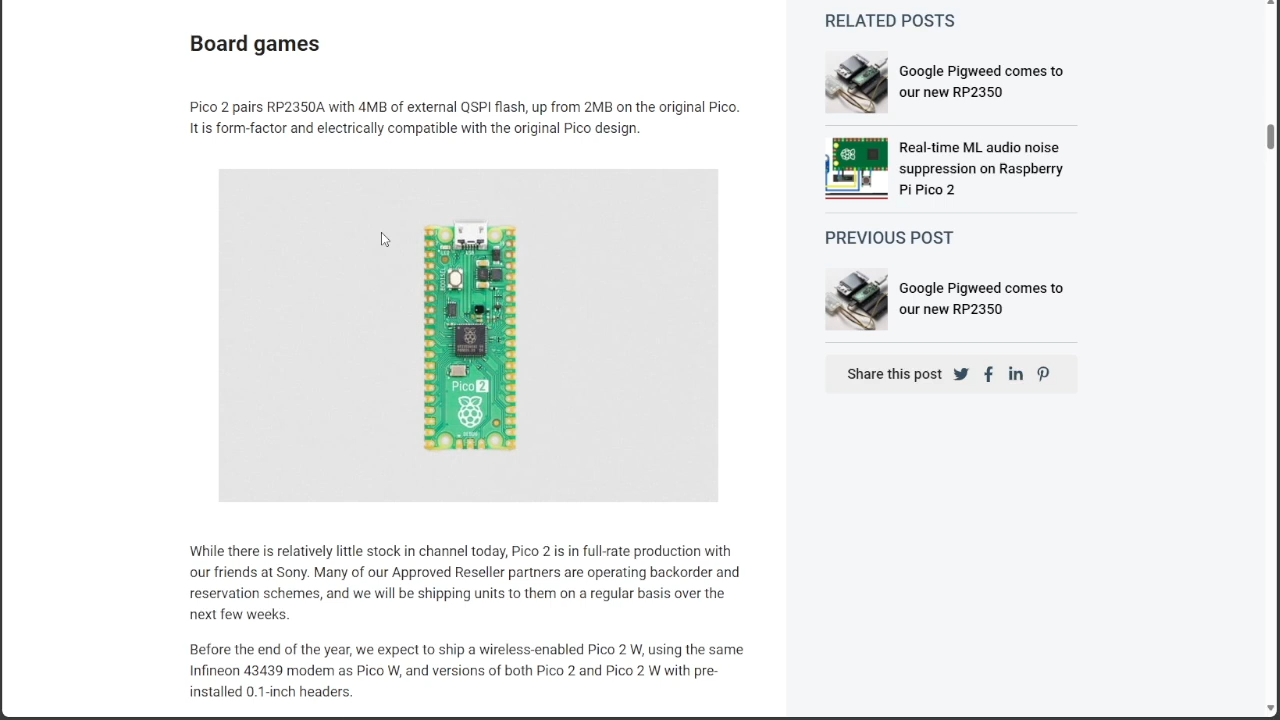 Board games
Pico 2 pairs RP2350A with 4MB of external QSPI flash, up from 2MB on the original Pico.
It is form-factor and electrically compatible with the original Pico design.
BOOTSEL
USB
Pico 2
While there is relatively little stock in channel today, Pico 2 is in full-rate production with
our friends at Sony. Many of our Approved Reseller partners are operating backorder and
reservation schemes, and we will be shipping units to them on a regular basis over the
next few weeks.
Before the end of the year, we expect to ship a wireless-enabled Pico 2 W, using the same
Infineon 43439 modem as Pico W, and versions of both Pico 2 and Pico 2 W with pre-
installed 0.1-inch headers.
RELATED POSTS
Google Pigweed comes to
our new RP2350
Real-time ML audio noise
suppression on Raspberry
Pi Pico 2
PREVIOUS POST
Google Pigweed comes to
our new RP2350
Share this post